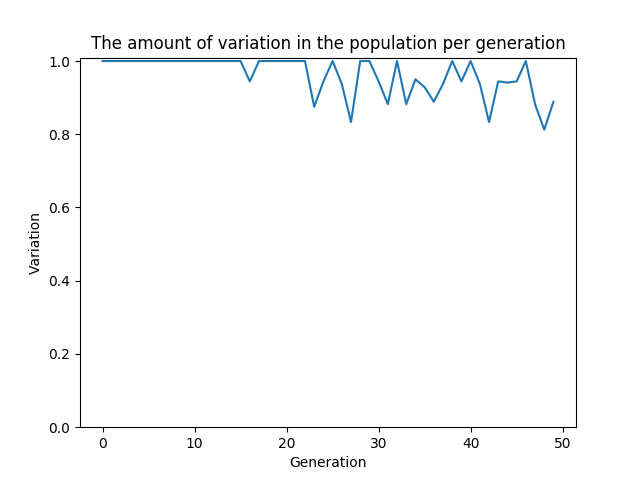 The amount of variation in the population per generation
1.0
0.8
0.6
0.4
0.2
0.0
Variation
0 10 20 30 40 50
Generation